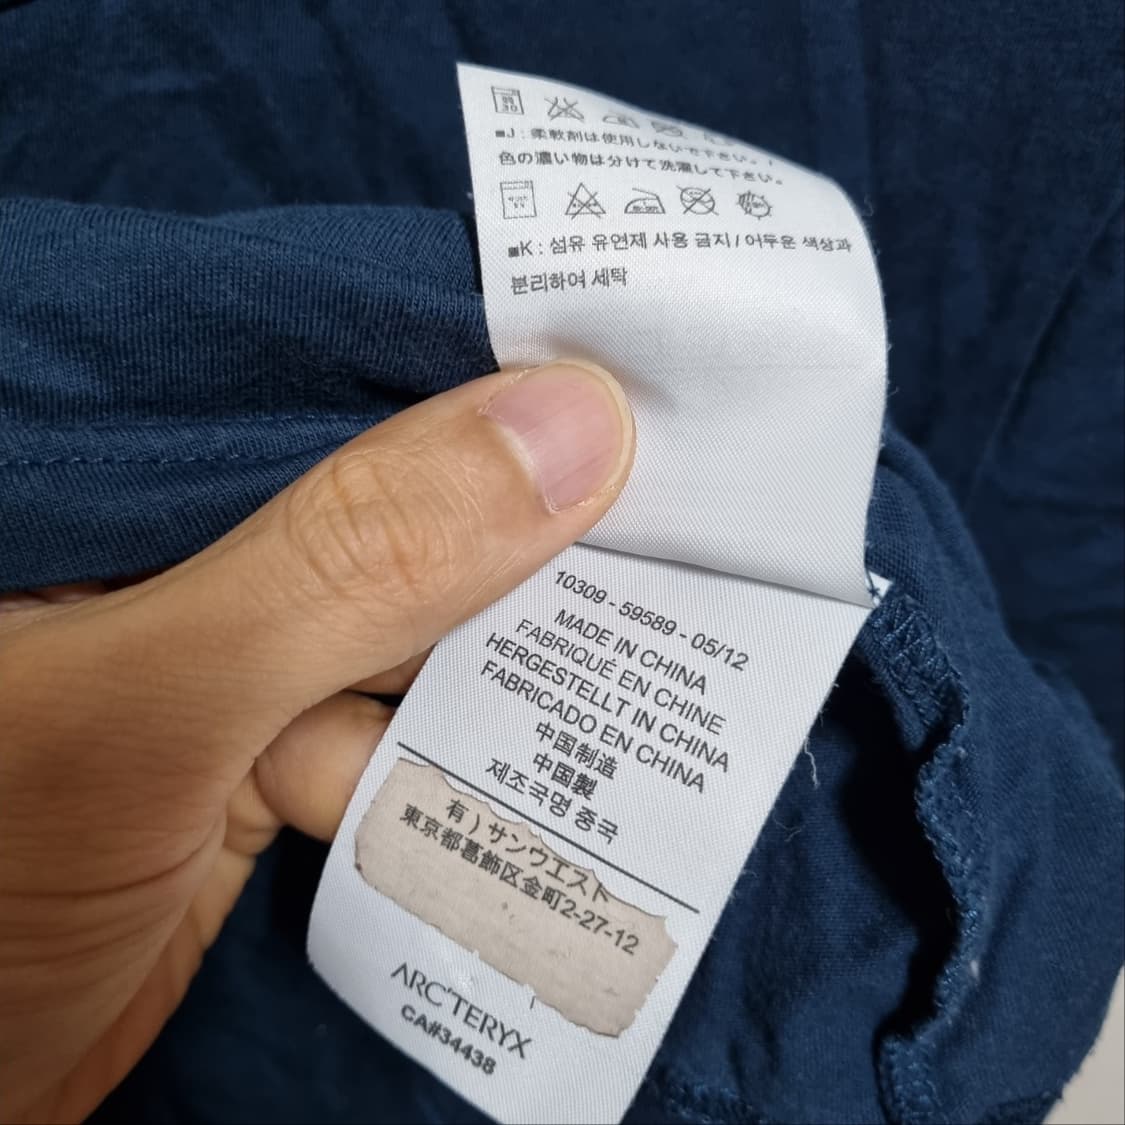 30
■J : 柔軟剤は使用しないで下さい。/
色の濃い物は分けて洗濯して下さい。
■K : 섬유 유연제 사용 금지 / 어두운 색상과
분리하여 세탁
10309 - 59589 - 05/12
MADE IN CHINA
FABRIQUÉ EN CHINE
HERGESTELLT IN CHINA
FABRICADO EN CHINA
中国制造
中国製
제조국명 중국
有）サンウエスト
東京都葛飾区金町2-27-12
ARC'TERYX
CA#34438